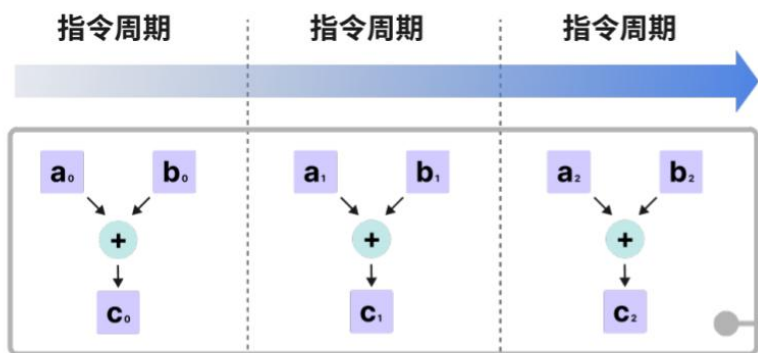 指令周期 指令周期 指令周期
a₀ b₀ a₁ b₁ a₂ b₂
+ + +
c₀ c₁ c₂